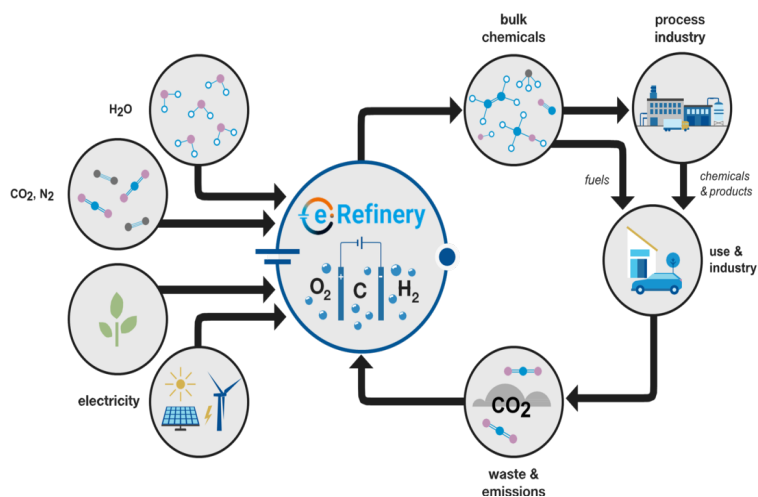 bulk
chemicals
process
industry
H₂O
CO₂, N₂
fuels
chemicals
& products
e-Refinery
O₂ C H₂
use &
industry
electricity
CO₂
waste &
emissions